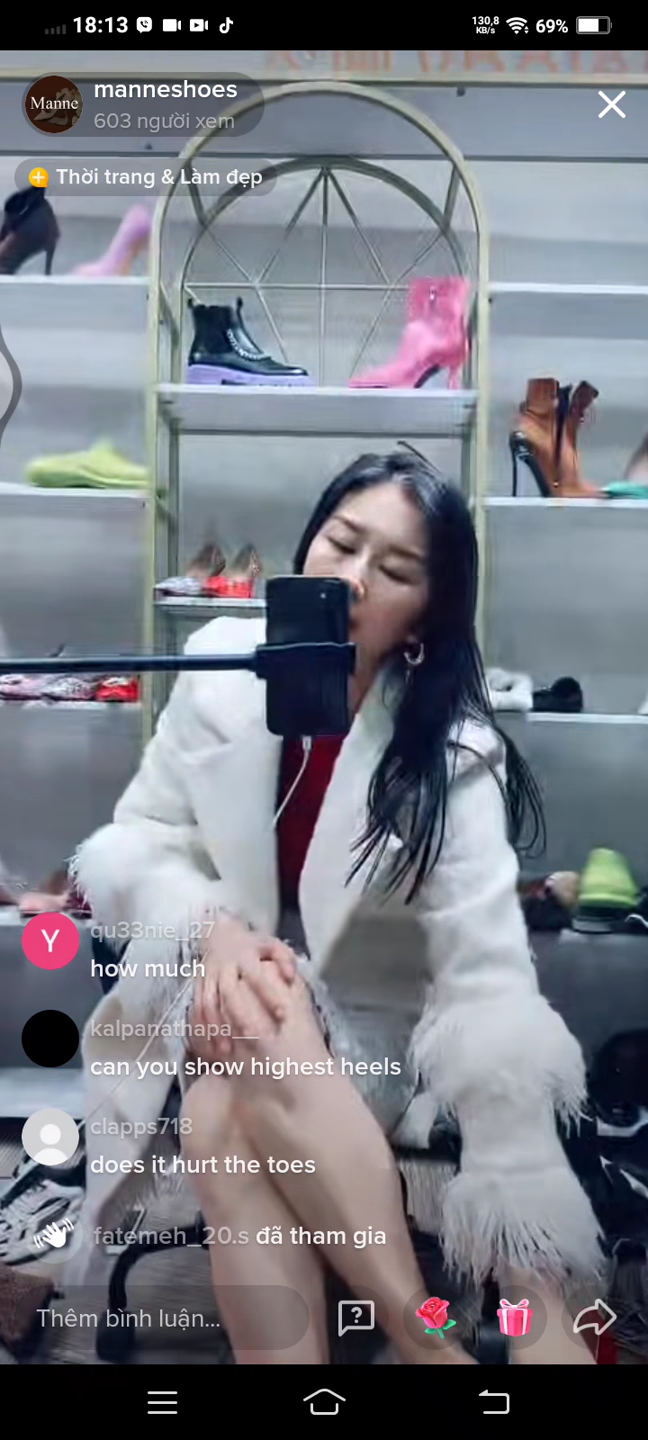 18:13
130,8
KB/s
69%
Manne
manneshoes
603 người xem
Thời trang & Làm đẹp
Y
qu33nie_27
how much
kalpanathapa__
can you show highest heels
clapps718
does it hurt the toes
fatemeh_20.s đã tham gia
Thêm bình luận...